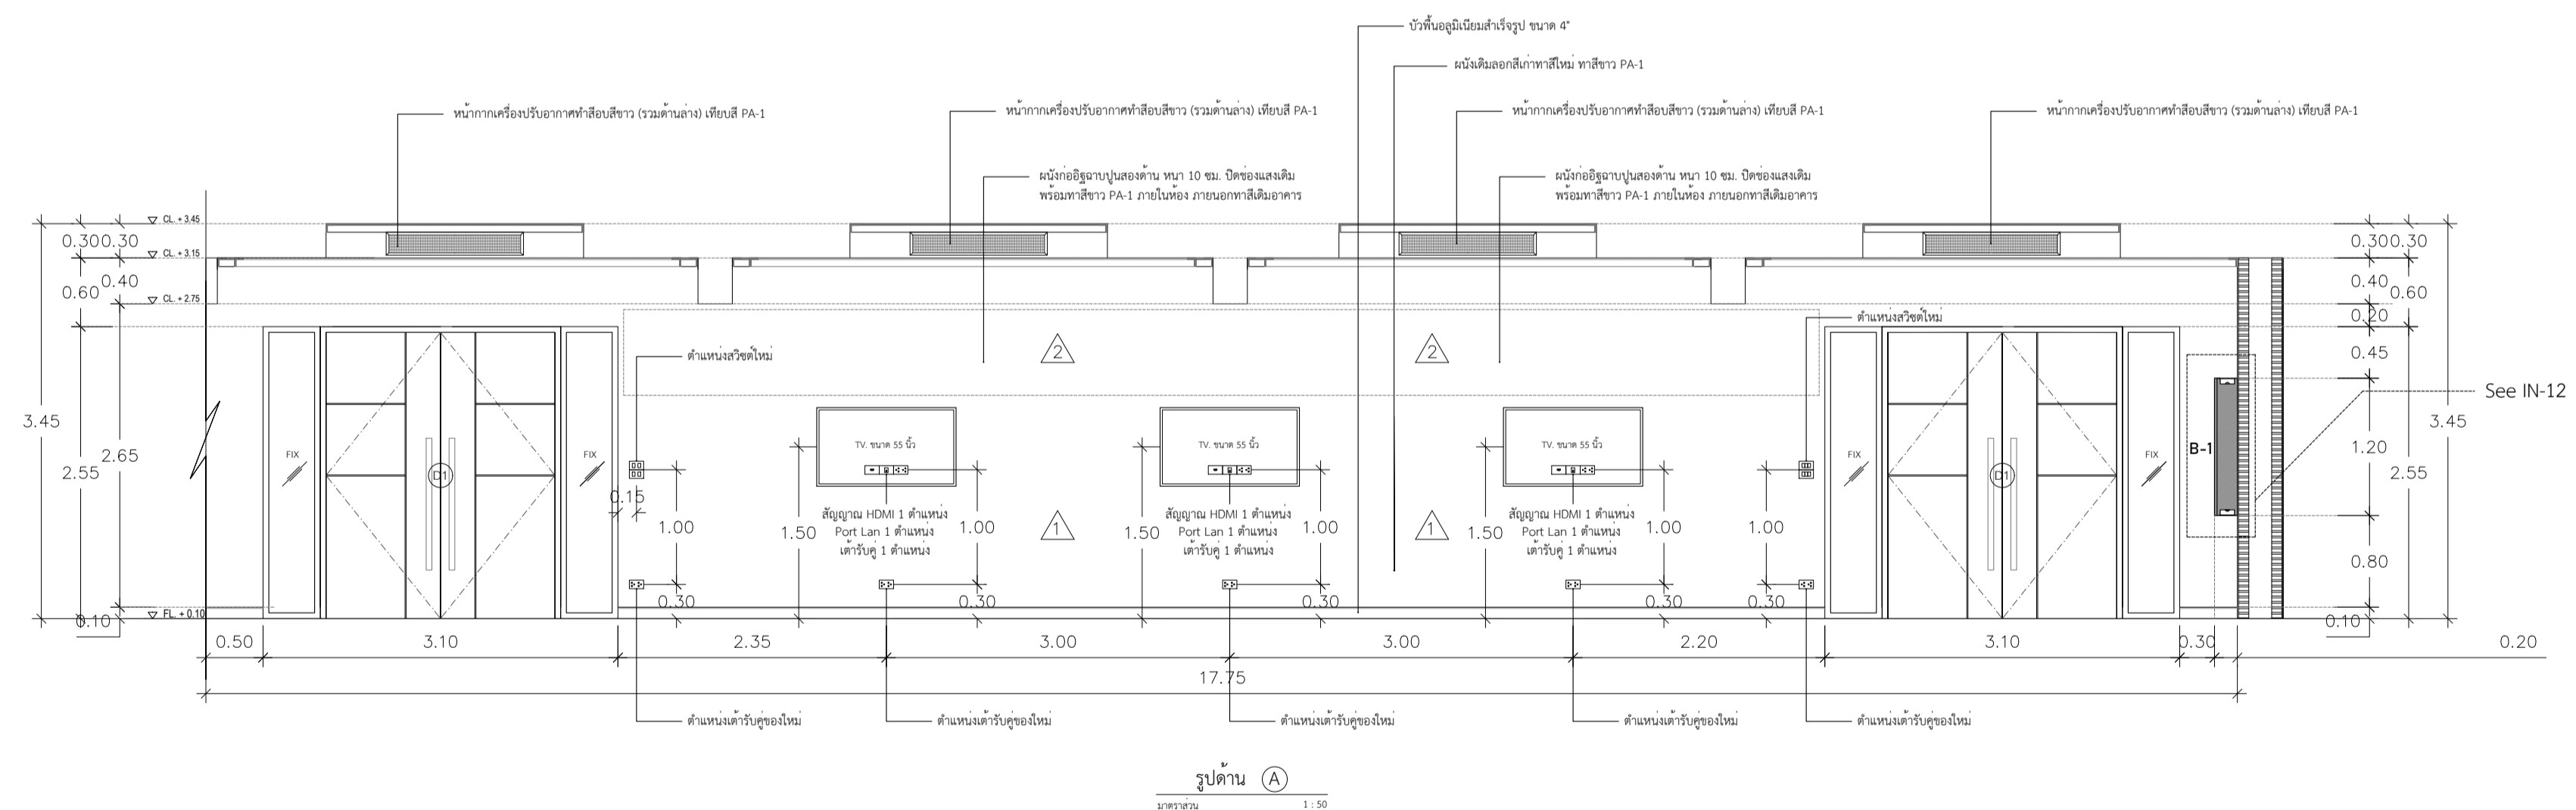 บัวพื้นอลูมิเนียมสำเร็จรูป ขนาด 4"
ผนังเดิมลอกสีเก่าทาสีใหม่ ทาสีขาว PA-1
หน้ากากเครื่องปรับอากาศทำสีอบสีขาว (รวมด้านล่าง) เทียบสี PA-1
หน้ากากเครื่องปรับอากาศทำสีอบสีขาว (รวมด้านล่าง) เทียบสี PA-1
หน้ากากเครื่องปรับอากาศทำสีอบสีขาว (รวมด้านล่าง) เทียบสี PA-1
หน้ากากเครื่องปรับอากาศทำสีอบสีขาว (รวมด้านล่าง) เทียบสี PA-1
ผนังก่ออิฐฉาบปูนสองด้าน หนา 10 ซม. ปิดช่องแสงเดิม
พร้อมทาสีขาว PA-1 ภายในห้อง ภายนอกทาสีเดิมอาคาร
ผนังก่ออิฐฉาบปูนสองด้าน หนา 10 ซม. ปิดช่องแสงเดิม
พร้อมทาสีขาว PA-1 ภายในห้อง ภายนอกทาสีเดิมอาคาร
CL. + 3.45
0.30 0.30
CL. + 3.15
0.60 0.40
CL. + 2.75
3.45
2.55
2.65
0.10
FL. + 0.10
0.30 0.30
0.40 0.60
0.20
0.45
3.45
1.20
2.55
0.80
0.10
See IN-12
B-1
ตำแหน่งสวิซต์ใหม่
ตำแหน่งสวิซต์ใหม่
2
2
FIX
D1
FIX
FIX
D1
FIX
TV. ขนาด 55 นิ้ว
TV. ขนาด 55 นิ้ว
TV. ขนาด 55 นิ้ว
0.15
1.00
1.50
สัญญาณ HDMI 1 ตำแหน่ง
Port Lan 1 ตำแหน่ง
เต้ารับคู่ 1 ตำแหน่ง
1.00
1
1.50
สัญญาณ HDMI 1 ตำแหน่ง
Port Lan 1 ตำแหน่ง
เต้ารับคู่ 1 ตำแหน่ง
1.00
1
1.50
สัญญาณ HDMI 1 ตำแหน่ง
Port Lan 1 ตำแหน่ง
เต้ารับคู่ 1 ตำแหน่ง
1.00
1.00
0.30
0.30
0.30
0.30
0.30
0.50 3.10 2.35 3.00 3.00 2.20 3.10 0.30 0.20
17.75
ตำแหน่งเต้ารับคู่ของใหม่
ตำแหน่งเต้ารับคู่ของใหม่
ตำแหน่งเต้ารับคู่ของใหม่
ตำแหน่งเต้ารับคู่ของใหม่
ตำแหน่งเต้ารับคู่ของใหม่
รูปด้าน A
มาตราส่วน 1 : 50